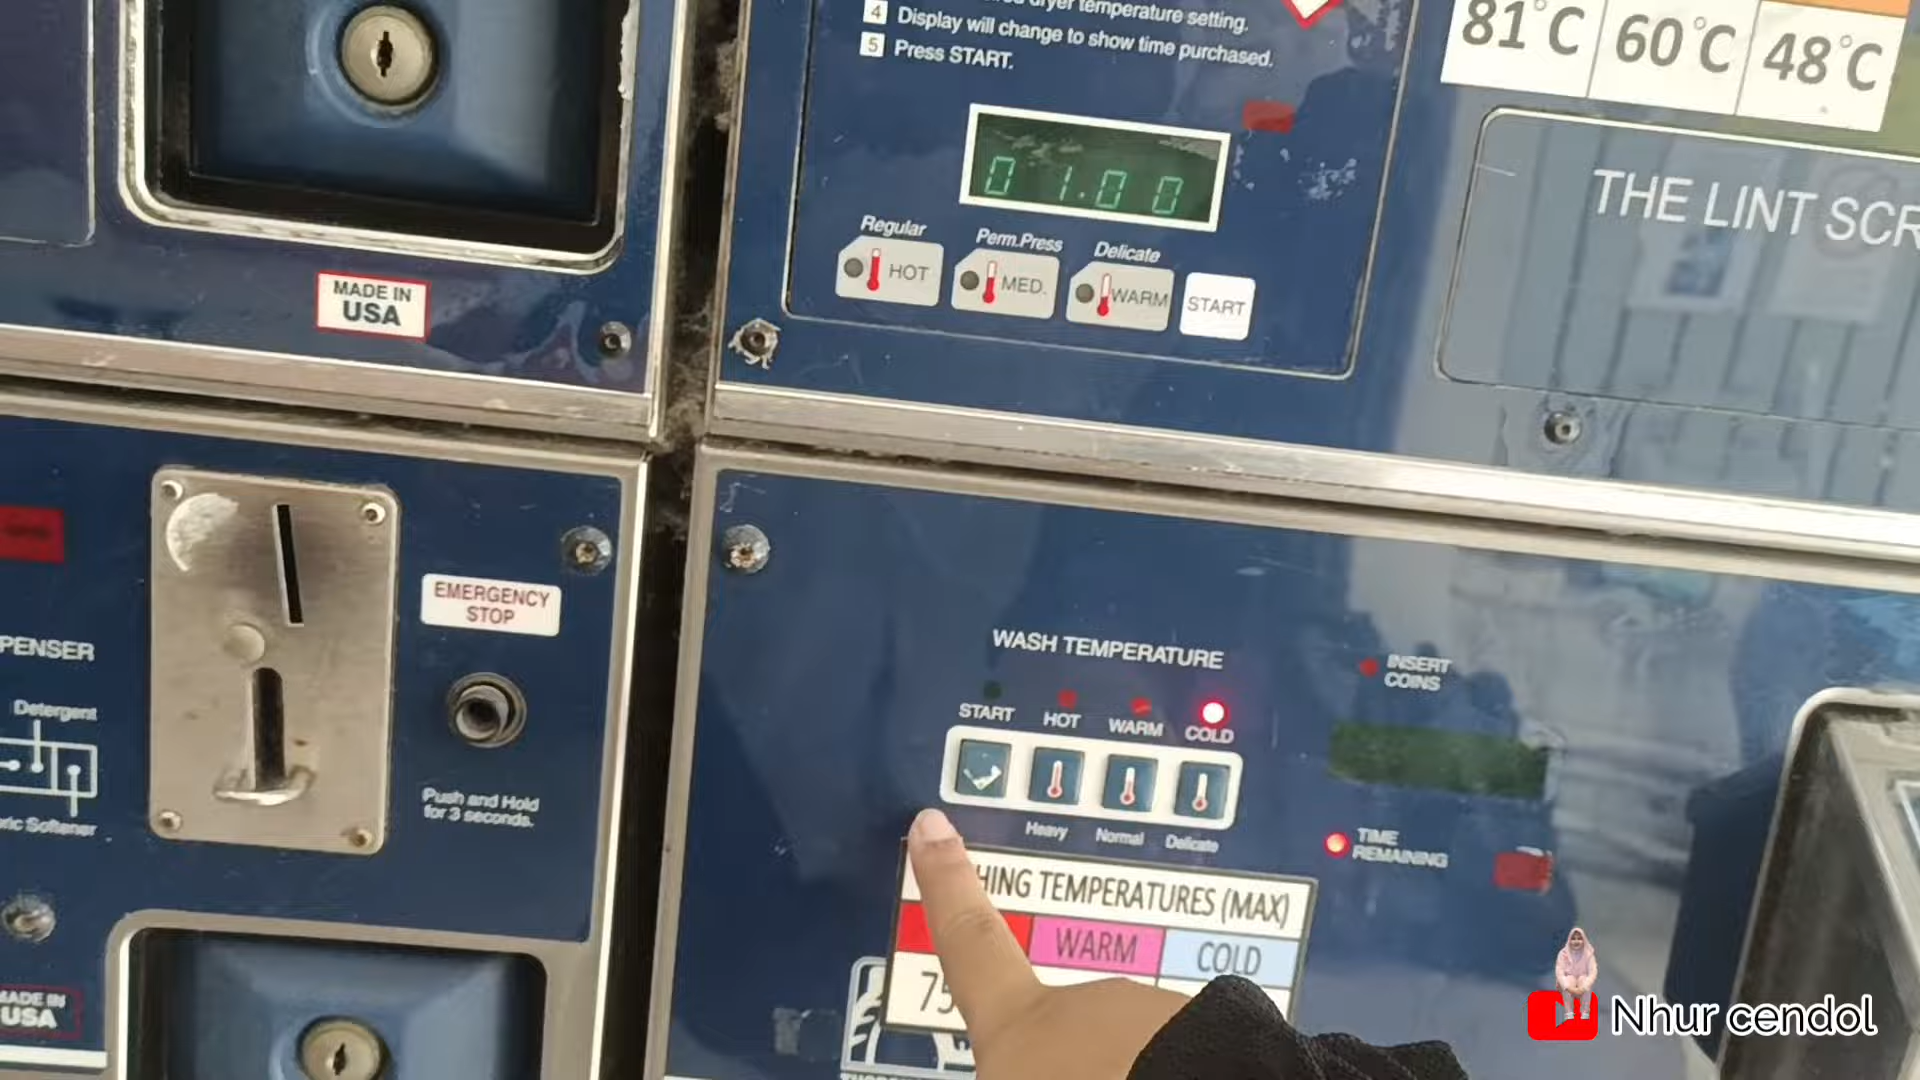 dryer temperature setting.
4 Display will change to show time purchased.
5 Press START.
81°C 60°C 48°C
01.00
THE LINT SCR
Regular Perm.Press Delicate
HOT MED. WARM START
MADE IN
USA
EMERGENCY
STOP
PENSER
Detergent
Softener
Push and Hold
for 3 seconds.
MADE IN
USA
WASH TEMPERATURE
START HOT WARM COLD
Heavy Normal Delicate
INSERT
COINS
TIME
REMAINING
HING TEMPERATURES (MAX)
WARM COLD
75
Nhur cendol